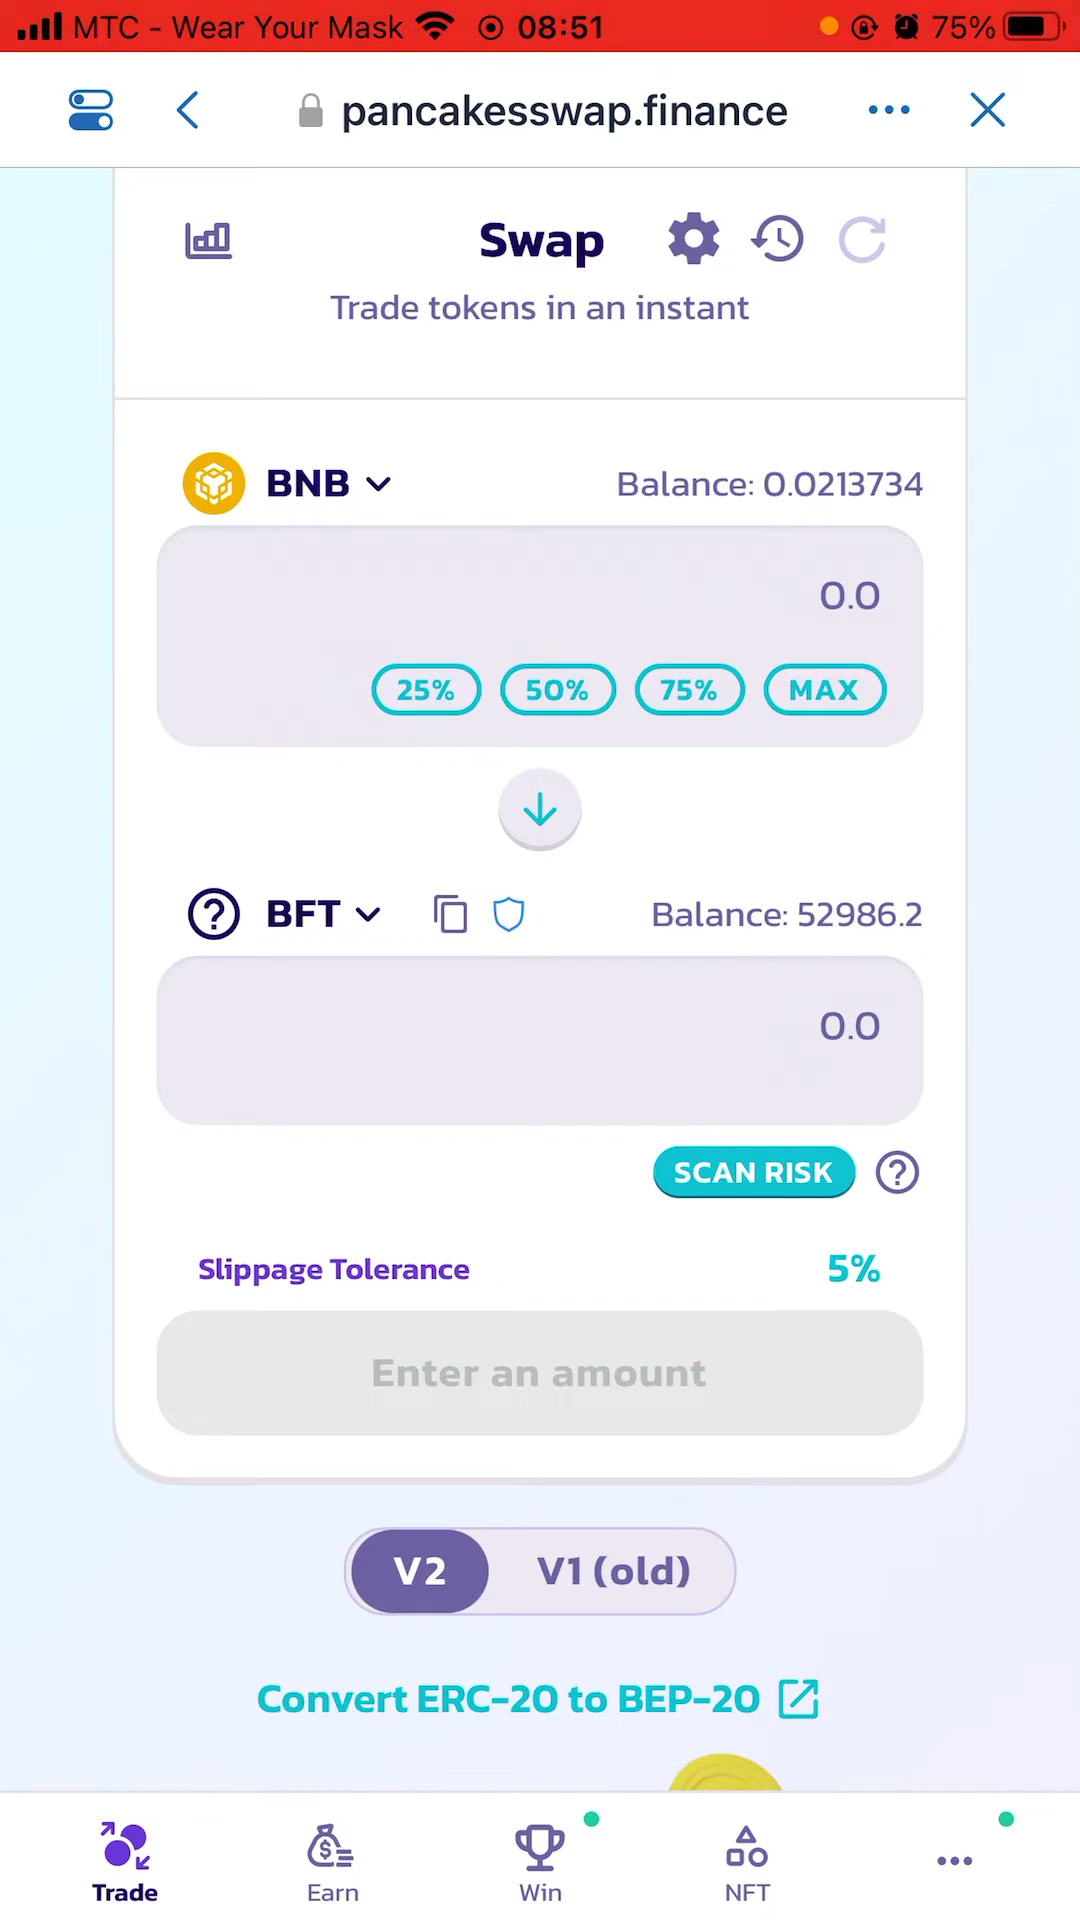 MTC - Wear Your Mask 08:51 75%
pancakesswap.finance
Swap
Trade tokens in an instant
BNB Balance: 0.0213734
0.0
25% 50% 75% MAX
BFT Balance: 52986.2
0.0
SCAN RISK
Slippage Tolerance 5%
Enter an amount
V2 V1 (old)
Convert ERC-20 to BEP-20
Trade Earn Win NFT